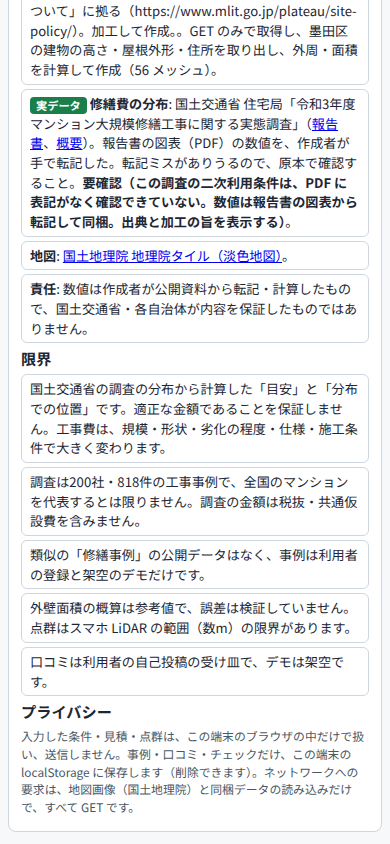 ついて」に拠る（https://www.mlit.go.jp/plateau/site-
policy/）。加工して作成。。GET のみで取得し、墨田区
の建物の高さ・屋根外形・住所を取り出し、外周・面積
を計算して作成（56 メッシュ）。
実データ 修繕費の分布: 国土交通省 住宅局「令和3年度
マンション大規模修繕工事に関する実態調査」（報告
書、概要）。報告書の図表（PDF）の数値を、作成者が
手で転記した。転記ミスがありうるので、原本で確認す
ること。要確認（この調査の二次利用条件は、PDF に
表記がなく確認できていない。数値は報告書の図表から
転記して同梱。出典と加工の旨を表示する）。
地図: 国土地理院 地理院タイル（淡色地図）。
責任: 数値は作成者が公開資料から転記・計算したもの
で、国土交通省・各自治体が内容を保証したものではあ
りません。
限界
国土交通省の調査の分布から計算した「目安」と「分布
での位置」です。適正な金額であることを保証しませ
ん。工事費は、規模・形状・劣化の程度・仕様・施工条
件で大きく変わります。
調査は200社・818件の工事事例で、全国のマンション
を代表するとは限りません。調査の金額は税抜・共通仮
設費を含みません。
類似の「修繕事例」の公開データはなく、事例は利用者
の登録と架空のデモだけです。
外壁面積の概算は参考値で、誤差は検証していません。
点群はスマホ LiDAR の範囲（数m）の限界があります。
口コミは利用者の自己投稿の受け皿で、デモは架空で
す。
プライバシー
入力した条件・見積・点群は、この端末のブラウザの中だけで扱
い、送信しません。事例・口コミ・チェックだけ、この端末の
localStorage に保存します（削除できます）。ネットワークへの
要求は、地図画像（国土地理院）と同梱データの読み込みだけ
で、すべて GET です。